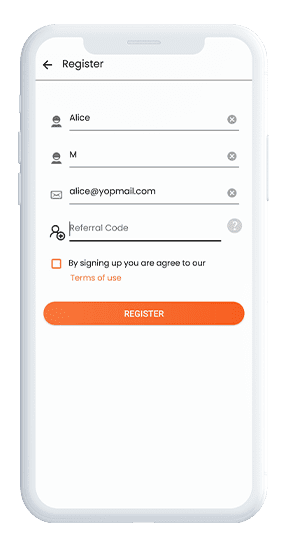 Register
Alice
M
alice@yopmail.com
Referral Code
?
By signing up you are agree to our
Terms of use
REGISTER